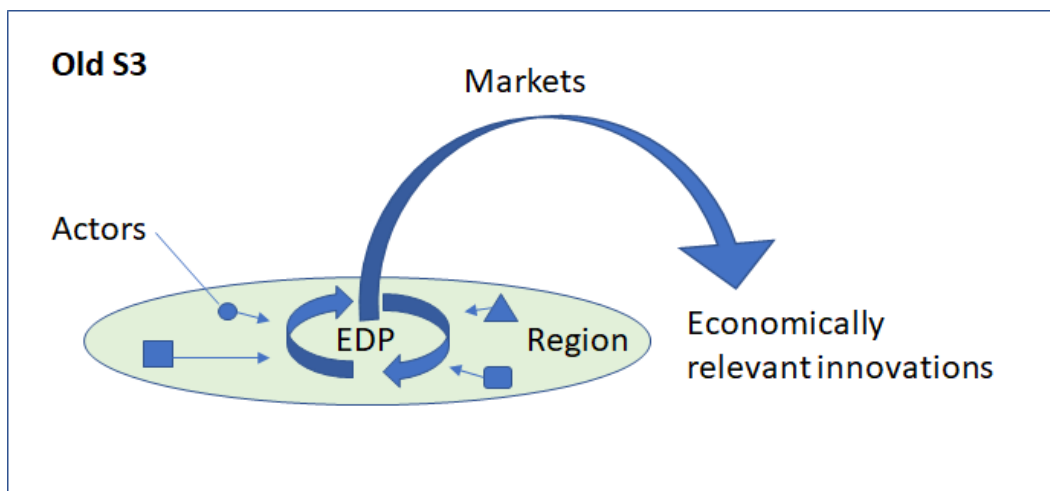 Old S3
Markets
Actors
EDP
Region
Economically
relevant innovations